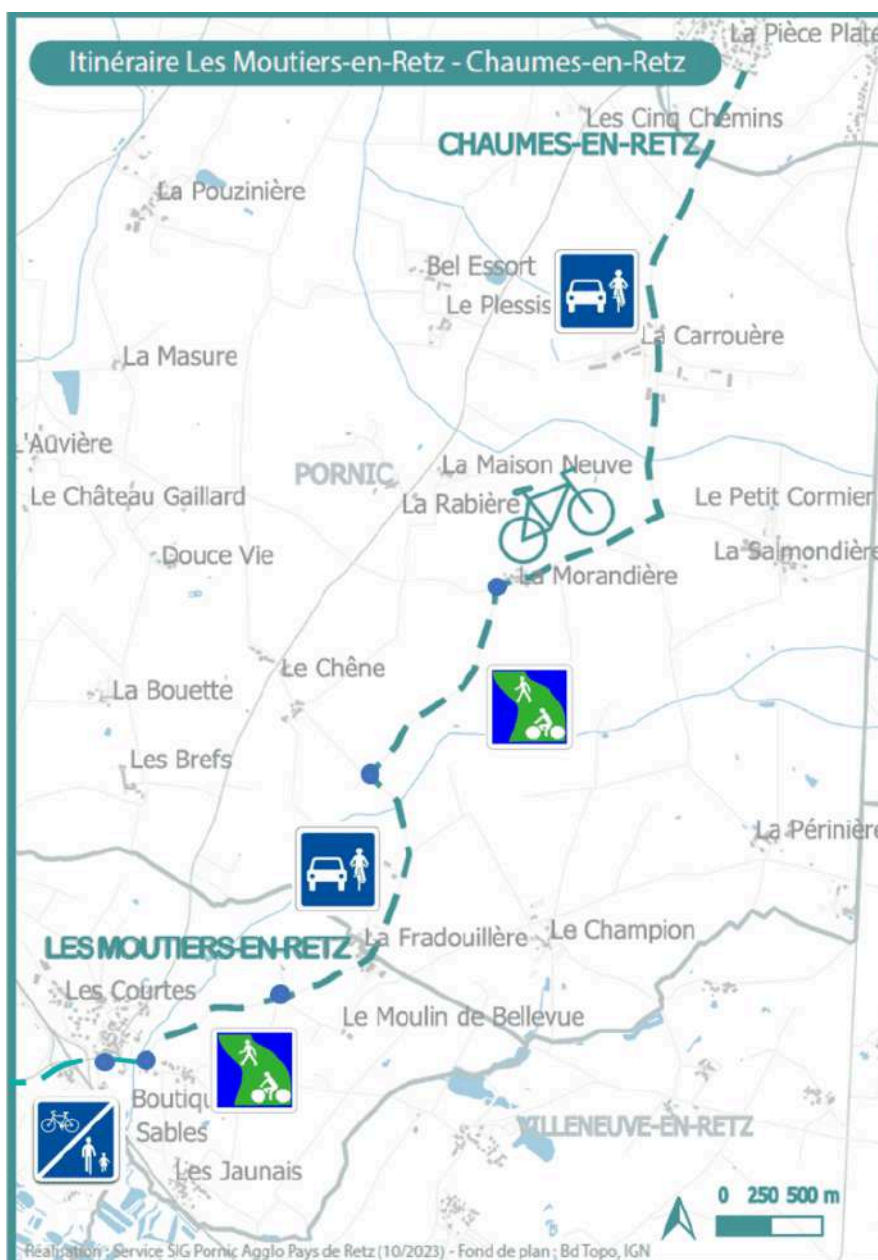 La Pièce Plate
Itinéraire Les Moutiers-en-Retz - Chaumes-en-Retz
Les Cinq Chemins
CHAUMES-EN-RETZ
La Pouzinière
Bel Essort
Le Plessis
La Carrouère
La Masure
L'Auvière
PORNIC
La Maison Neuve
Le Château Gaillard
La Rabière
Le Petit Cormier
Douce Vie
La Salmondière
La Morandière
Le Chêne
La Bouette
Les Brefs
La Périnière
LES MOUTIERS-EN-RETZ
La Fradouillère
Le Champion
Les Courtes
Le Moulin de Bellevue
Sables
VILLENEUVE-EN-RETZ
Les Jaunais
0 250 500 m
Réalisation : Service SIG Pornic Agglo Pays de Retz (10/2023) - Fond de plan ; Bd Topo, IGN